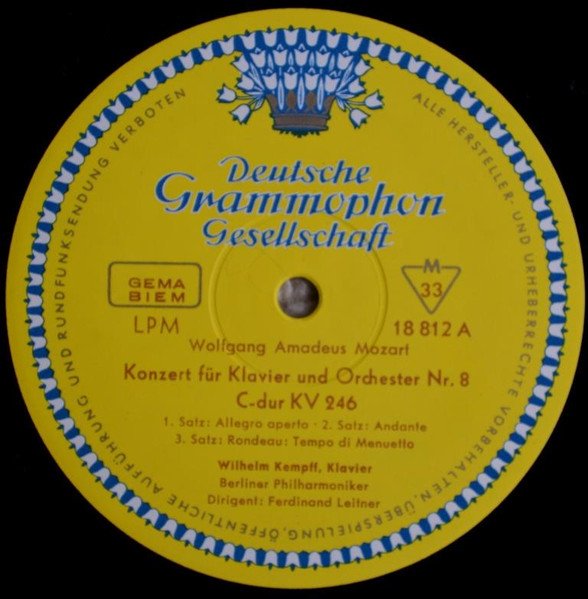 Deutsche
Grammophon
Gesellschaft
GEMA
BIEM
LPM
M
33
18 812 A
Wolfgang Amadeus Mozart
Konzert für Klavier und Orchester Nr. 8
C-dur KV 246
1. Satz: Allegro aperto · 2. Satz: Andante
3. Satz: Rondeau: Tempo di Menuetto
Wilhelm Kempff, Klavier
Berliner Philharmoniker
Dirigent: Ferdinand Leitner
ALLE HERSTELLER- UND URHEBERRECHTE VORBEHALTEN. ÜBERSPIELUNG, ÖFFENTLICHE AUFFÜHRUNG UND RUNDFUNKSENDUNG VERBOTEN